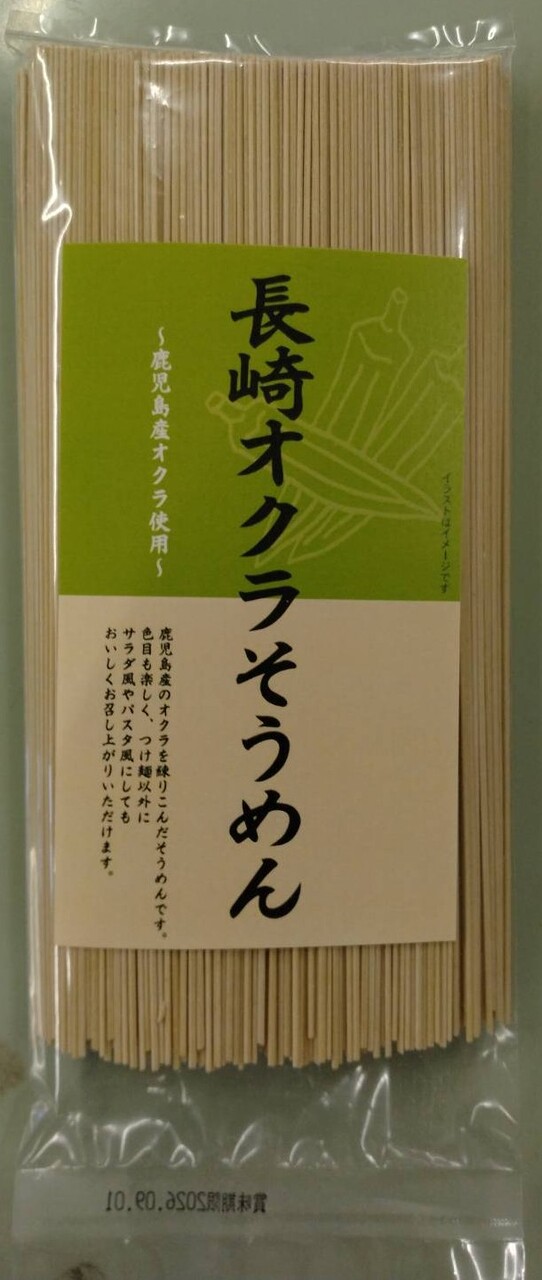 長崎オクラそうめん
～鹿児島産オクラ使用～
イラストはイメージです
鹿児島産のオクラを練りこんだそうめんです。
色目も楽しく、つけ麺以外に
サラダ風やパスタ風にしても
おいしくお召し上がりいただけます。
賞味期限2026.09.01